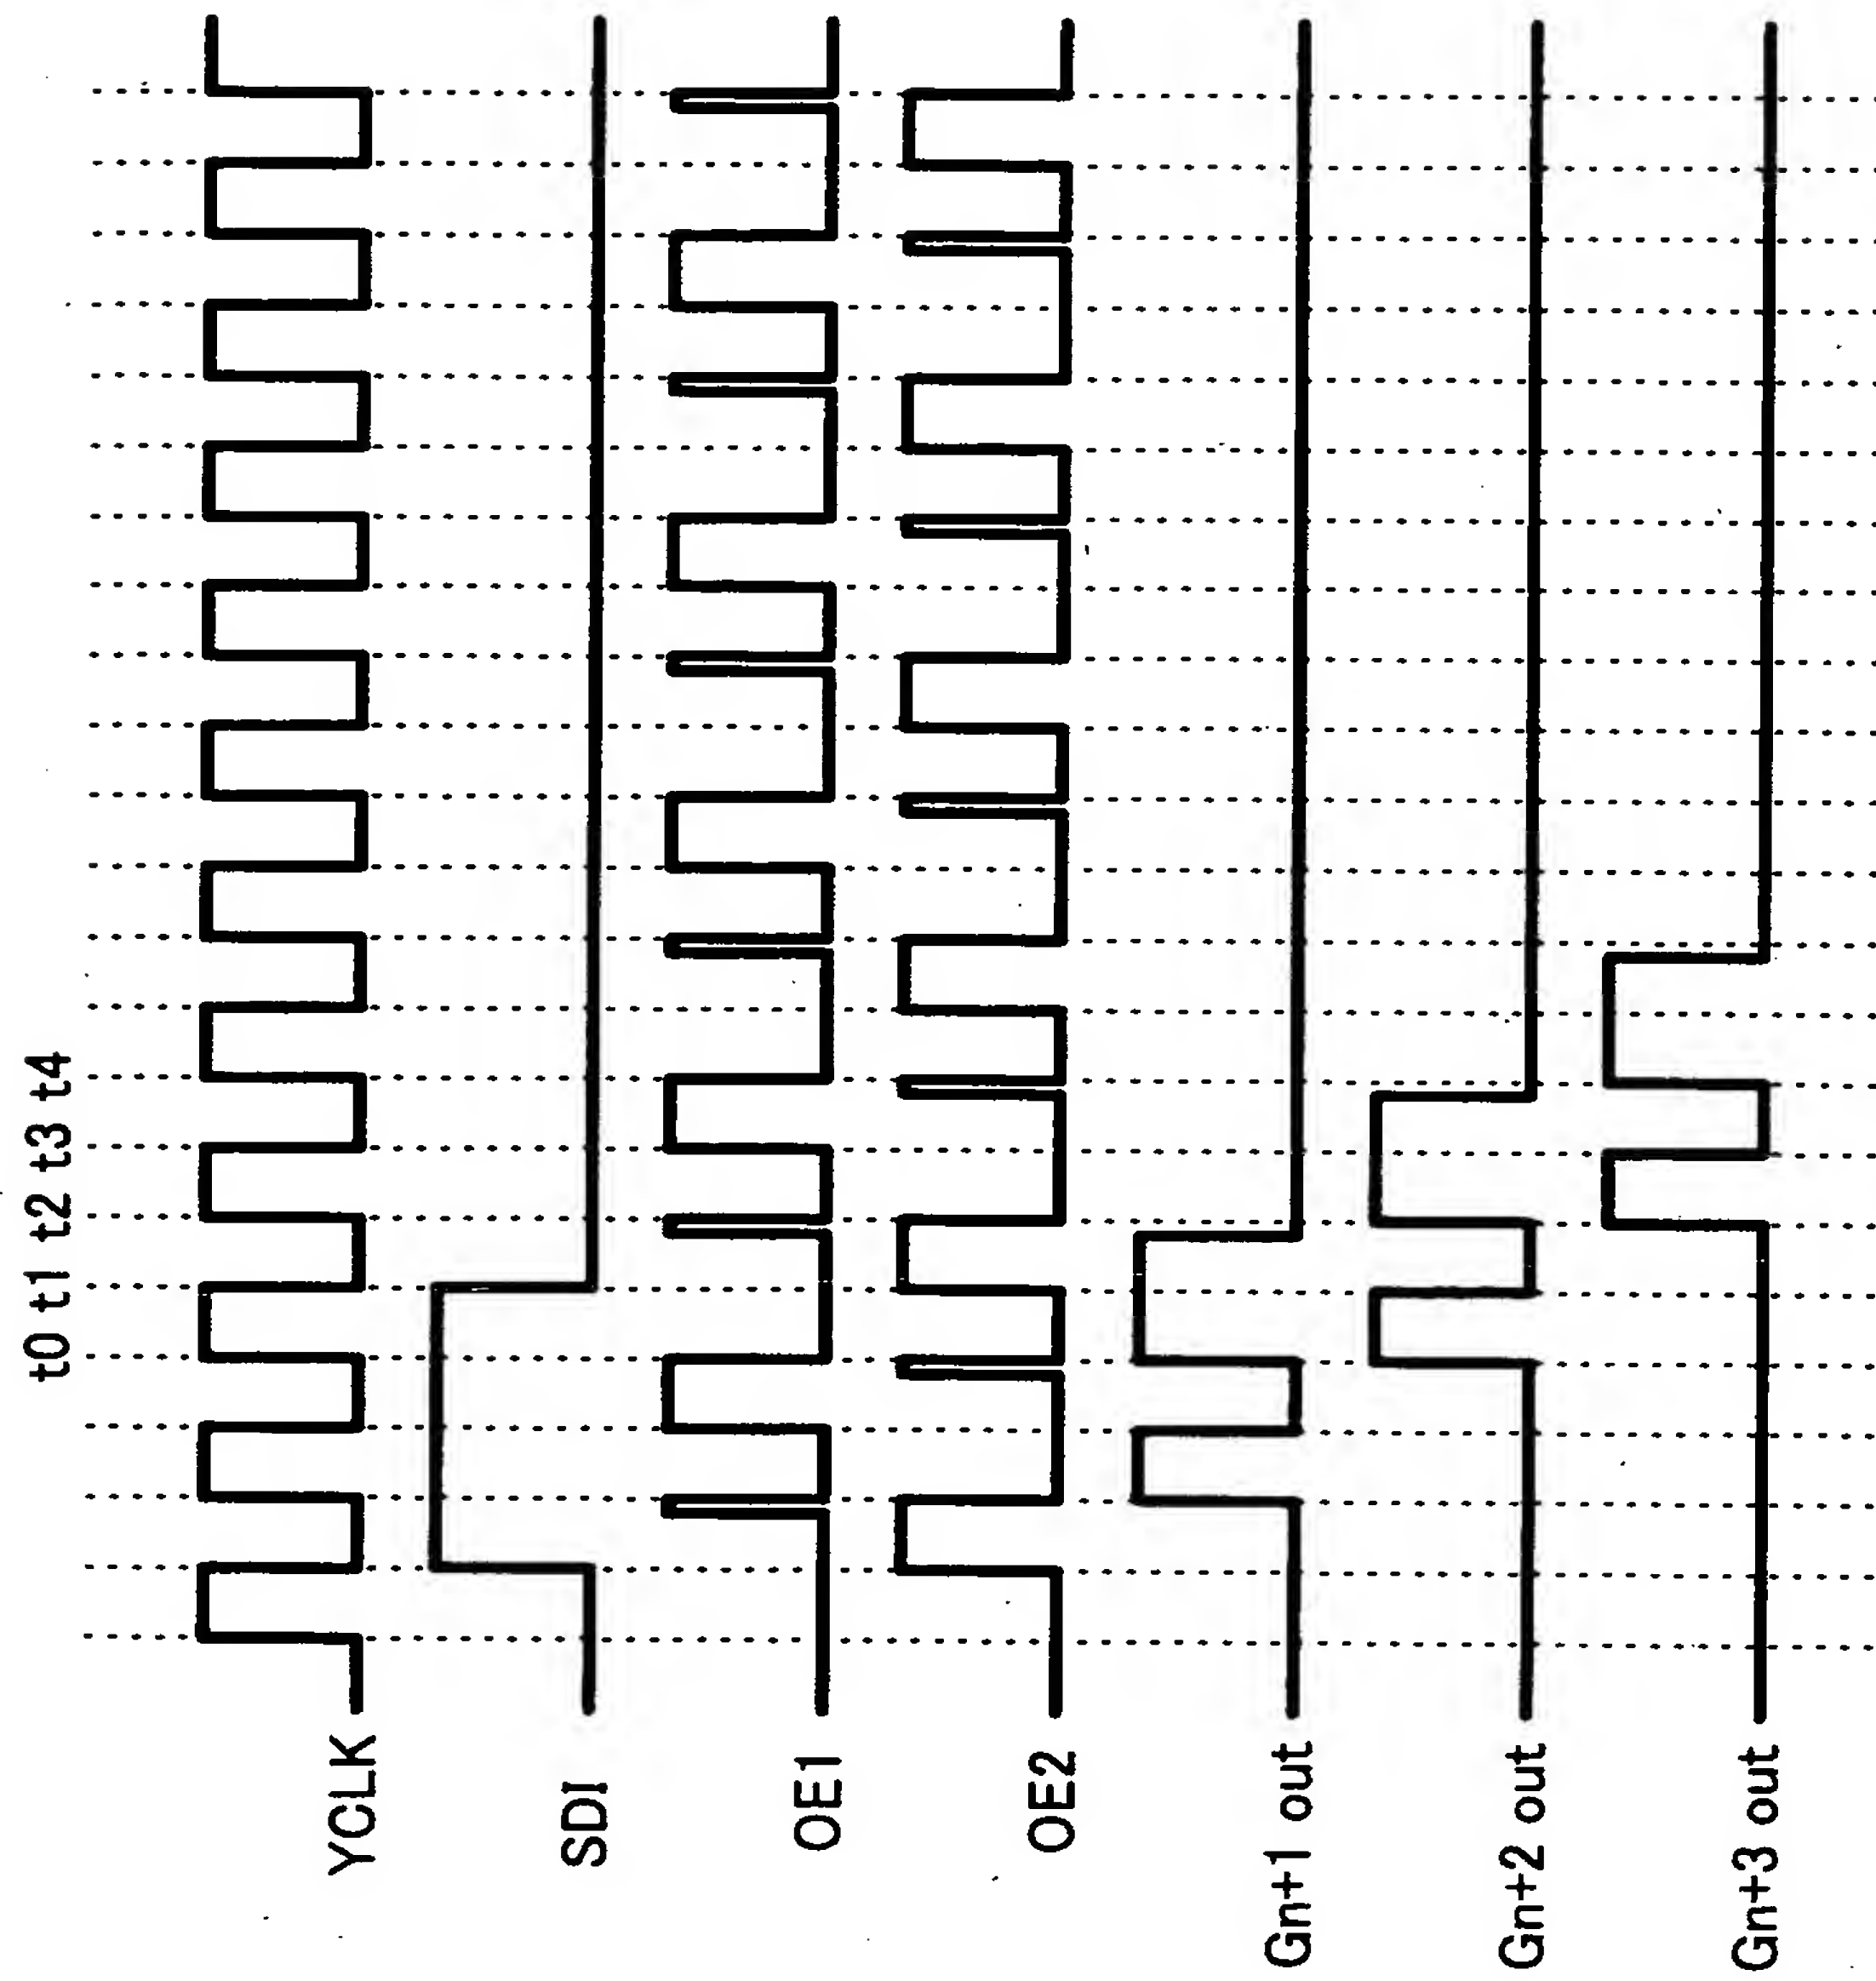 t0 t1 t2 t3 t4
YCLK
SDI
OE1
OE2
Gn+1 out
Gn+2 out
Gn+3 out